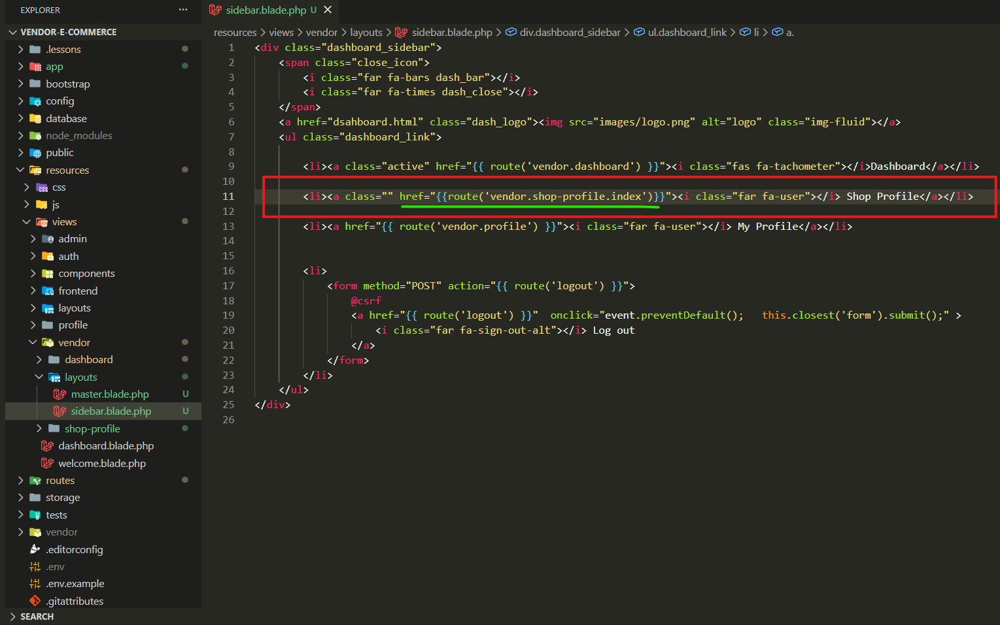 EXPLORER ···
sidebar.blade.php U ×
VENDOR-E-COMMERCE
.lessons
app
bootstrap
config
database
node_modules
public
resources
css
js
views
admin
auth
components
frontend
layouts
profile
vendor
dashboard
layouts
master.blade.php U
sidebar.blade.php U
shop-profile
dashboard.blade.php
welcome.blade.php
routes
storage
tests
vendor
.editorconfig
.env
.env.example
.gitattributes
SEARCH
resources > views > vendor > layouts > sidebar.blade.php > div.dashboard_sidebar > ul.dashboard_link > li > a.
1 <div class="dashboard_sidebar">
2 <span class="close_icon">
3 <i class="far fa-bars dash_bar"></i>
4 <i class="far fa-times dash_close"></i>
5 </span>
6 <a href="dsahboard.html" class="dash_logo"><img src="images/logo.png" alt="logo" class="img-fluid"></a>
7 <ul class="dashboard_link">
8
9 <li><a class="active" href="{{ route('vendor.dashboard') }}"><i class="fas fa-tachometer"></i>Dashboard</a></li>
10
11 <li><a class="" href="{{route('vendor.shop-profile.index')}}"><i class="far fa-user"></i> Shop Profile</a></li>
12
13 <li><a href="{{ route('vendor.profile') }}"><i class="far fa-user"></i> My Profile</a></li>
14
15
16 <li>
17 <form method="POST" action="{{ route('logout') }}">
18 @csrf
19 <a href="{{ route('logout') }}"  onclick="event.preventDefault();   this.closest('form').submit();" >
20 <i class="far fa-sign-out-alt"></i> Log out
21 </a>
22 </form>
23 </li>
24 </ul>
25 </div>
26